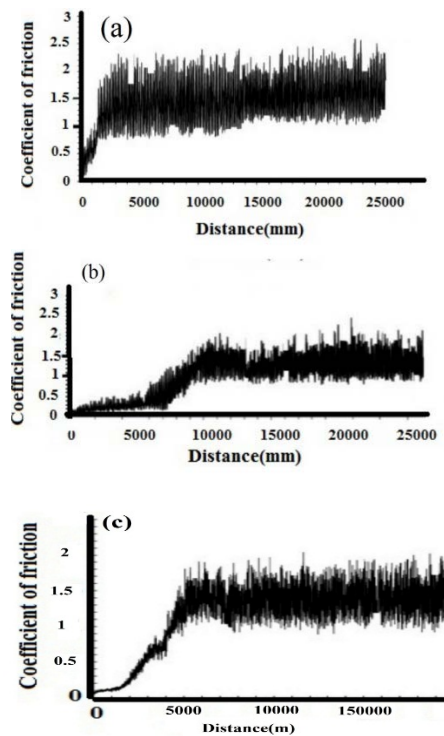 (a)
Coefficient of friction
3
2.5
2
1.5
1
0.5
0
0 5000 10000 15000 20000 25000
Distance(mm)
(b)
Coefficient of friction
3
2.5
2
1.5
1
0.5
0
0 5000 10000 15000 20000 25000
Distance(mm)
(c)
Coefficient of friction
2
1.5
1
0.5
0
0 5000 10000 150000
Distance(m)